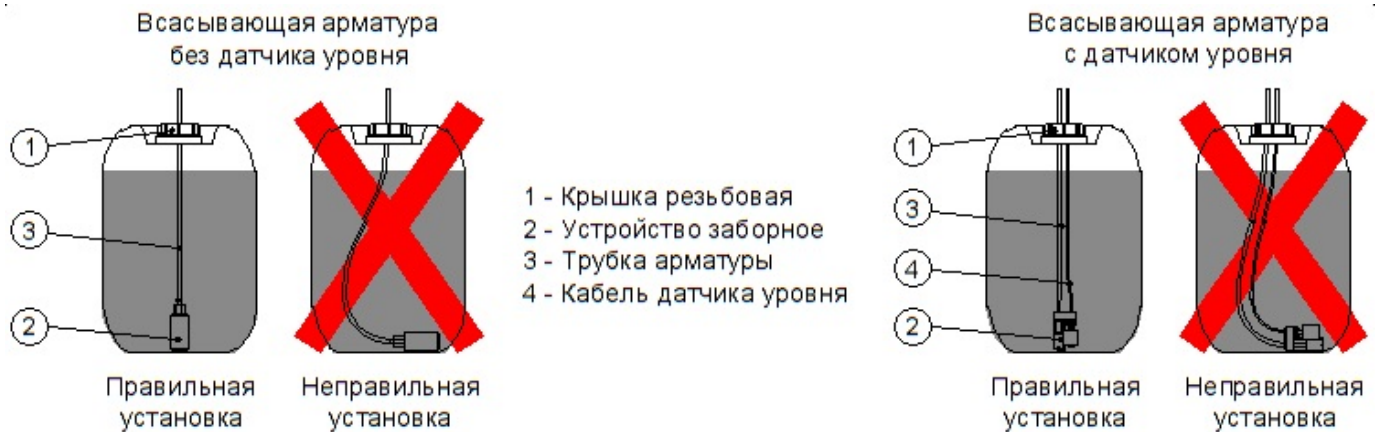 Всасывающая арматура
без датчика уровня
1
3
2
Правильная
установка
Неправильная
установка
1 - Крышка резьбовая
2 - Устройство заборное
3 - Трубка арматуры
4 - Кабель датчика уровня
Всасывающая арматура
с датчиком уровня
1
3
4
2
Правильная
установка
Неправильная
установка